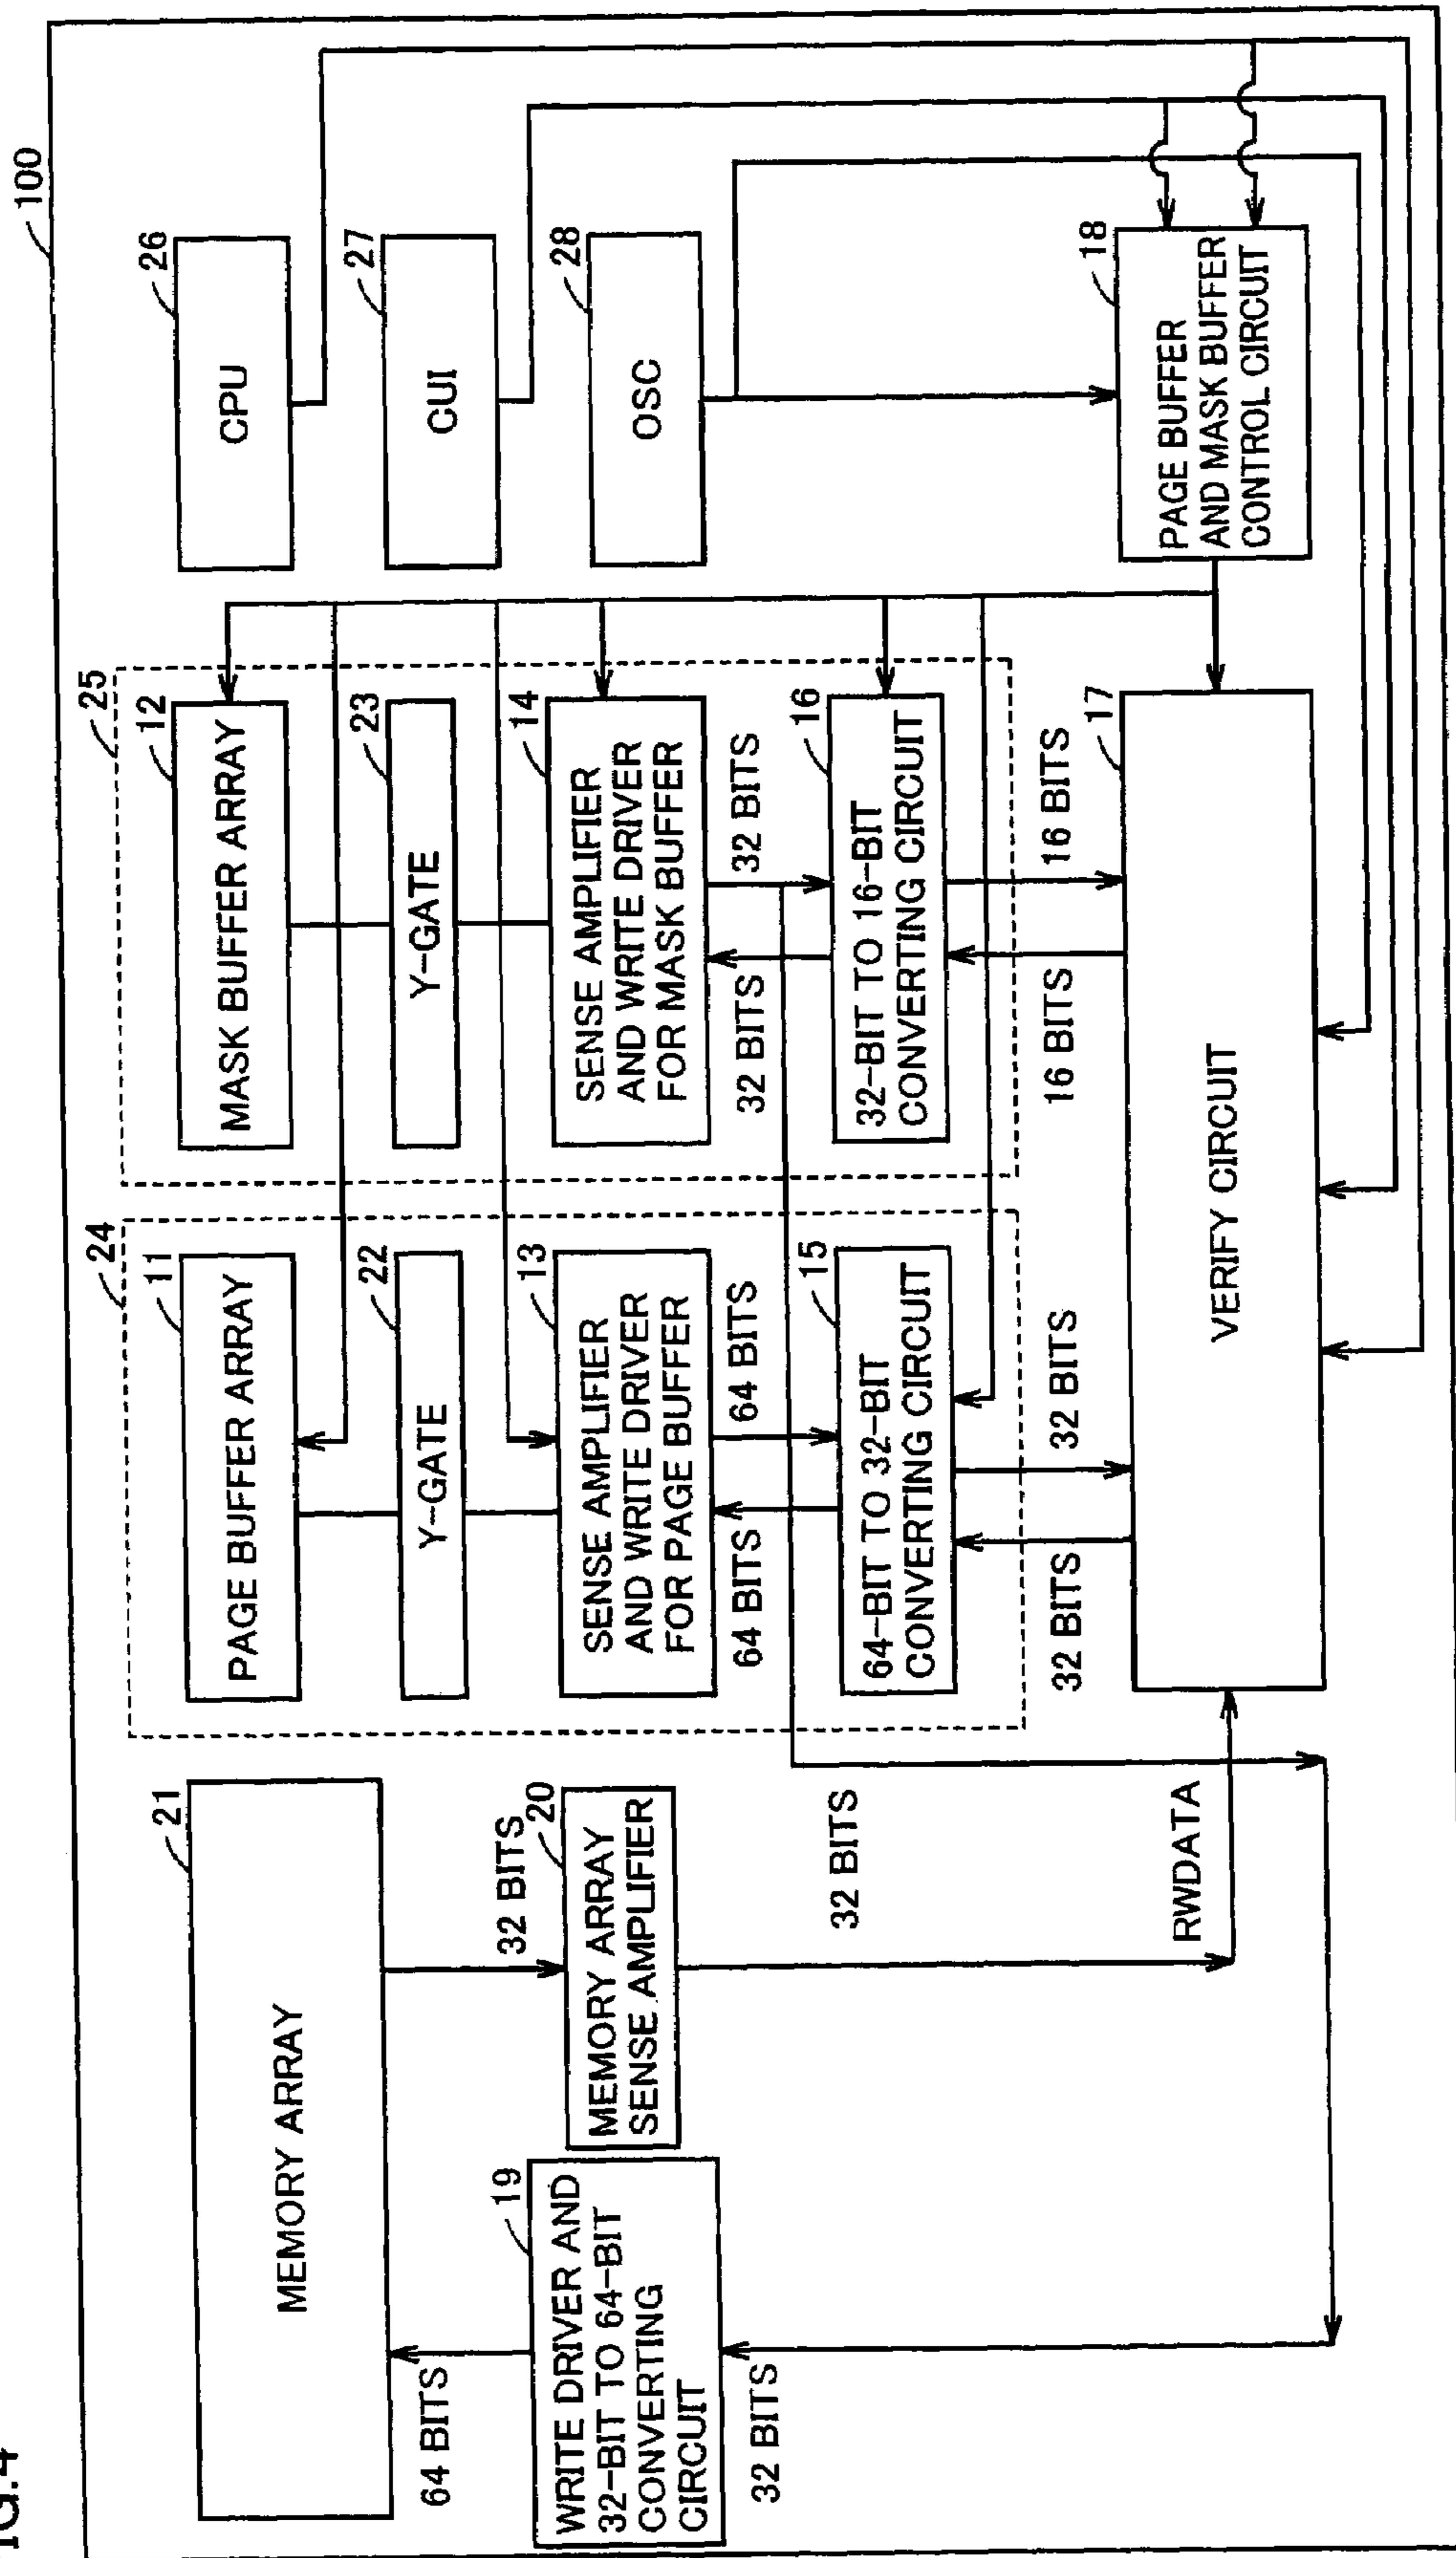 FIG.4
100
21
MEMORY ARRAY
64 BITS
32 BITS
19
WRITE DRIVER AND
32-BIT TO 64-BIT
CONVERTING
CIRCUIT
32 BITS
20
MEMORY ARRAY
SENSE AMPLIFIER
32 BITS
RWDATA
24
11
PAGE BUFFER ARRAY
22
Y-GATE
13
SENSE AMPLIFIER
AND WRITE DRIVER
FOR PAGE BUFFER
64 BITS
64 BITS
15
64-BIT TO 32-BIT
CONVERTING CIRCUIT
32 BITS
32 BITS
25
12
MASK BUFFER ARRAY
23
Y-GATE
14
SENSE AMPLIFIER
AND WRITE DRIVER
FOR MASK BUFFER
32 BITS
32 BITS
16
32-BIT TO 16-BIT
CONVERTING CIRCUIT
16 BITS
16 BITS
17
VERIFY CIRCUIT
26
CPU
27
CUI
28
OSC
18
PAGE BUFFER
AND MASK BUFFER
CONTROL CIRCUIT